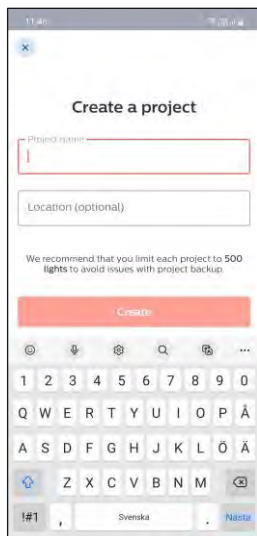 11:46
Create a project
Project name
Location (optional)
We recommend that you limit each project to 500
lights to avoid issues with project backup.
Create
1 2 3 4 5 6 7 8 9 0
Q W E R T Y U I O P Å
A S D F G H J K L Ö Ä
Z X C V B N M
!#1 , Svenska . Nästa